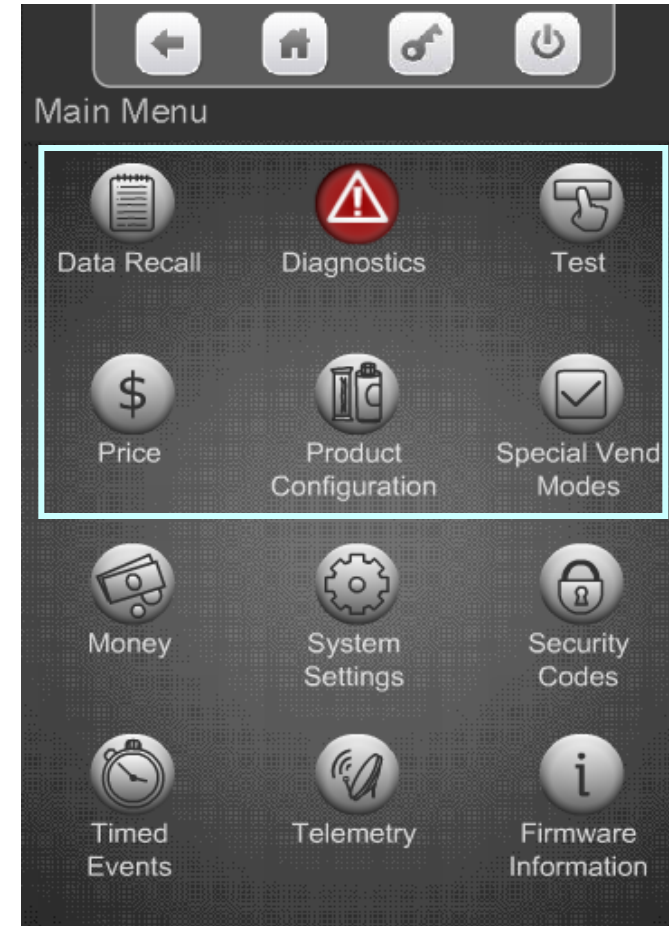 Main Menu
Data Recall
Diagnostics
Test
$
Price
Product
Configuration
Special Vend
Modes
Money
System
Settings
Security
Codes
Timed
Events
Telemetry
i
Firmware
Information